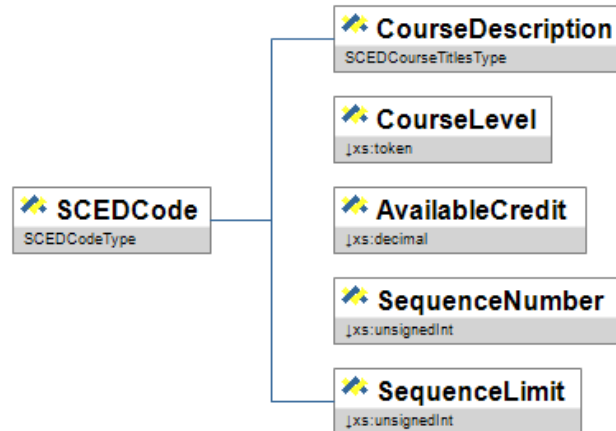 CourseDescription
SCEDCourseTitlesType
CourseLevel
↓xs:token
SCEDCode
SCEDCodeType
AvailableCredit
↓xs:decimal
SequenceNumber
↓xs:unsignedInt
SequenceLimit
↓xs:unsignedInt